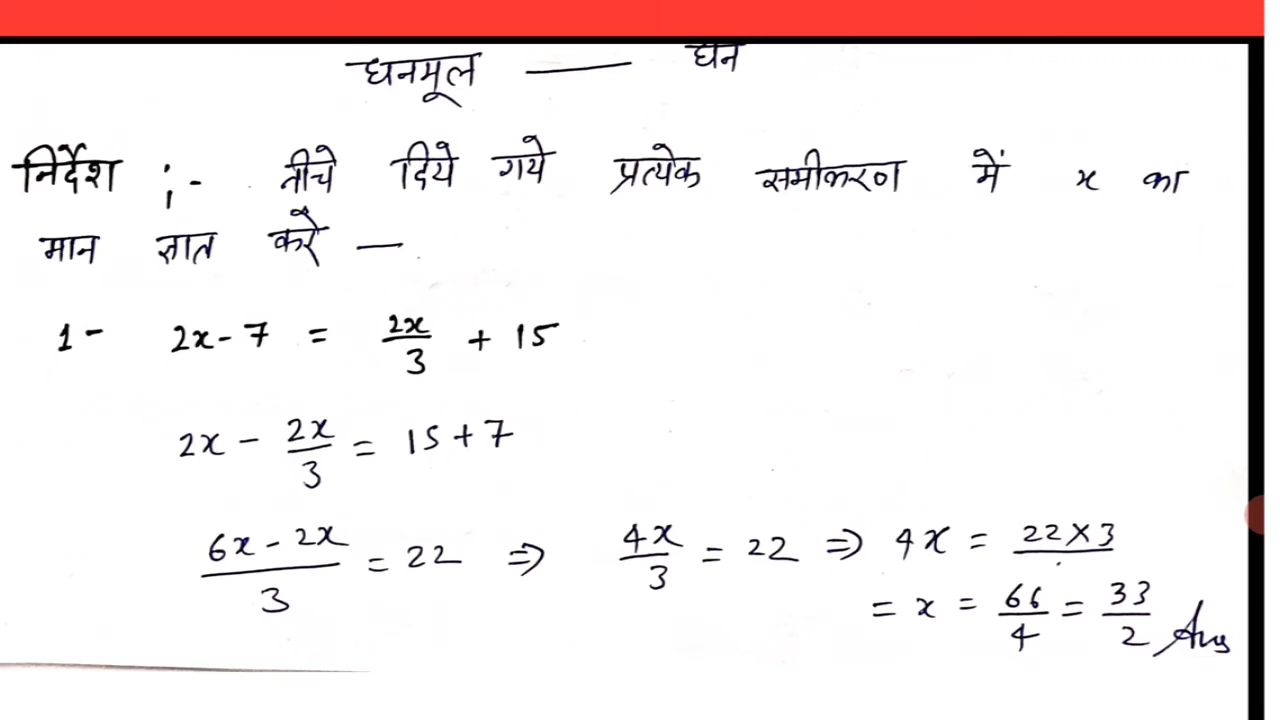 घनमूल — घन
निर्देश ;- नीचे दिये गये प्रत्येक समीकरण में x का
मान ज्ञात करें —
1- 2x - 7 = 2x/3 + 15
2x - 2x/3 = 15 + 7
(6x - 2x)/3 = 22 ⇒ 4x/3 = 22 ⇒ 4x = 22×3
= x = 66/4 = 33/2 Ans